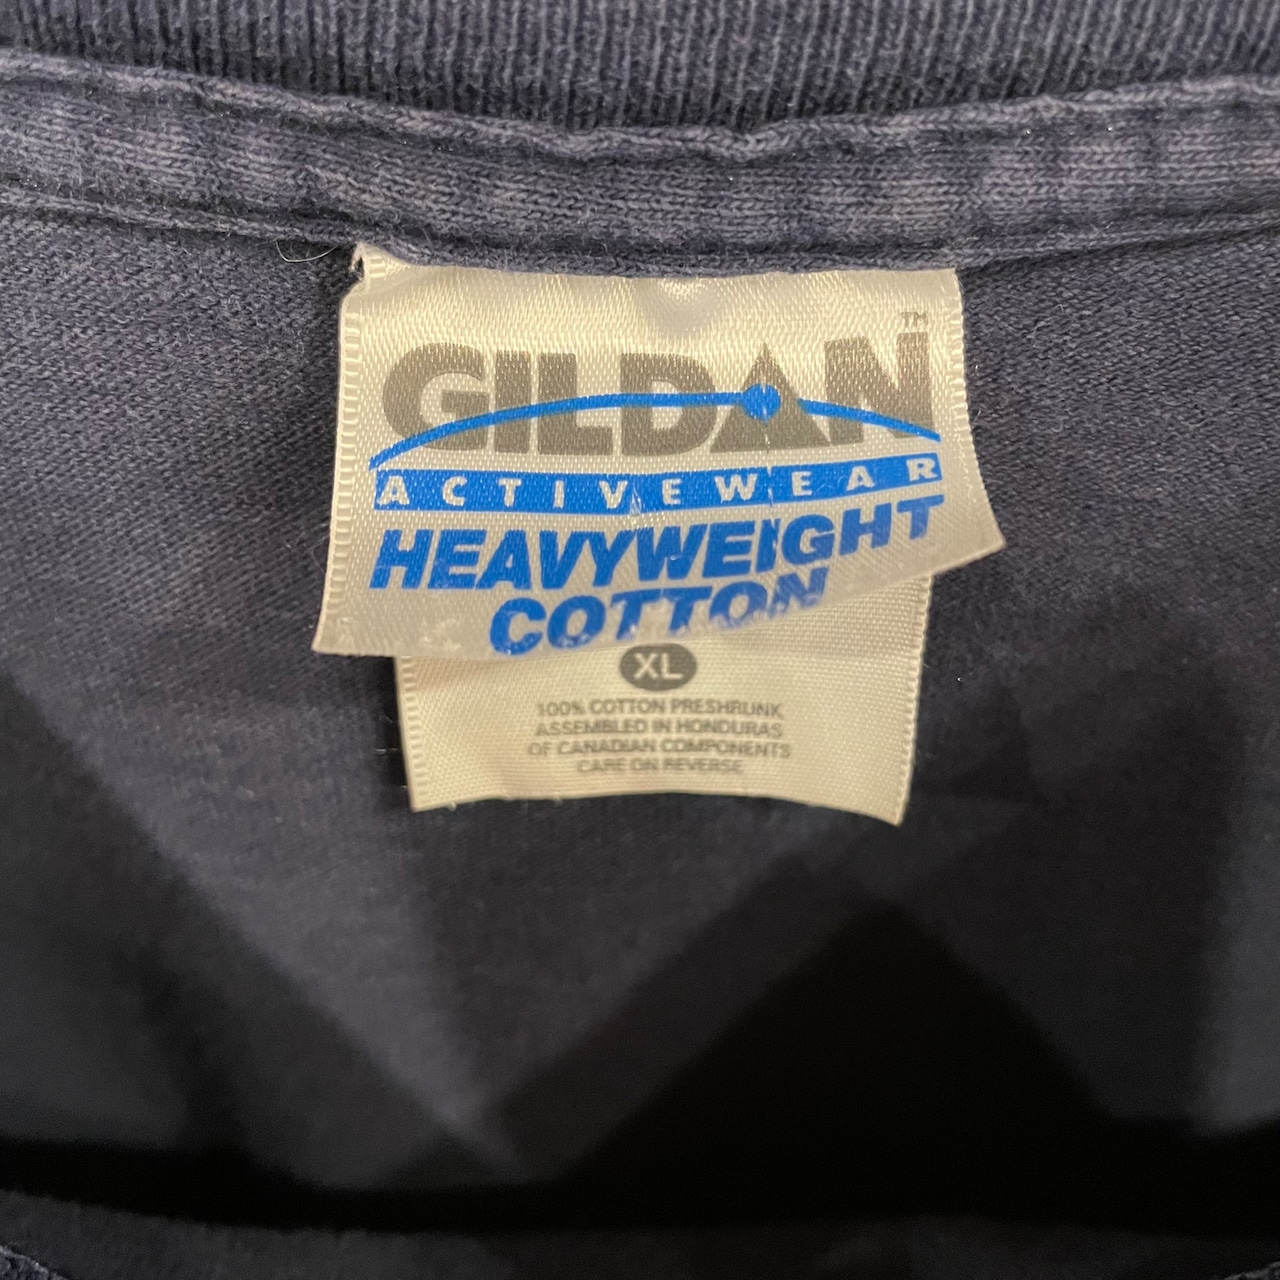 GILDAN™
ACTIVEWEAR
HEAVYWEIGHT
COTTON
XL
100% COTTON PRESHRUNK
ASSEMBLED IN HONDURAS
OF CANADIAN COMPONENTS
CARE ON REVERSE